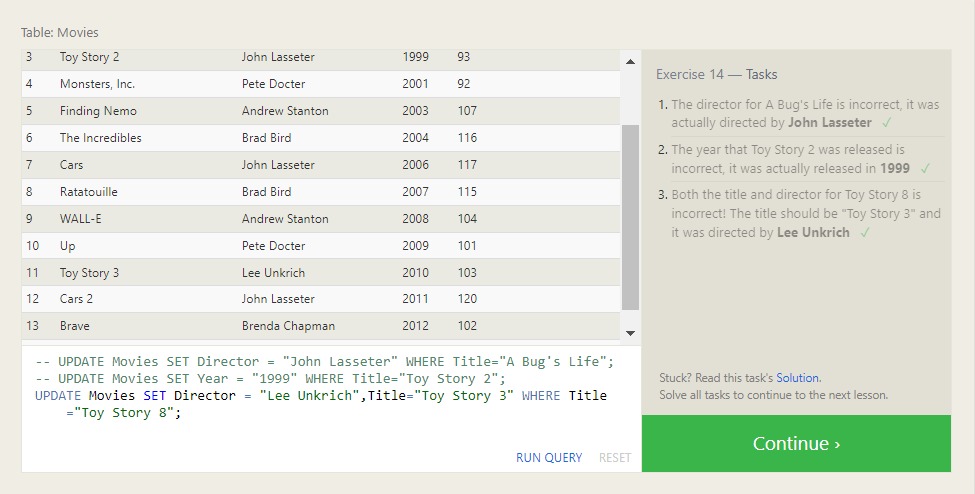 Table: Movies
3 Toy Story 2 John Lasseter 1999 93
4 Monsters, Inc. Pete Docter 2001 92
5 Finding Nemo Andrew Stanton 2003 107
6 The Incredibles Brad Bird 2004 116
7 Cars John Lasseter 2006 117
8 Ratatouille Brad Bird 2007 115
9 WALL-E Andrew Stanton 2008 104
10 Up Pete Docter 2009 101
11 Toy Story 3 Lee Unkrich 2010 103
12 Cars 2 John Lasseter 2011 120
13 Brave Brenda Chapman 2012 102
-- UPDATE Movies SET Director = "John Lasseter" WHERE Title="A Bug's Life";
-- UPDATE Movies SET Year = "1999" WHERE Title="Toy Story 2";
UPDATE Movies SET Director = "Lee Unkrich",Title="Toy Story 3" WHERE Title
="Toy Story 8";
RUN QUERY RESET
Exercise 14 — Tasks
1. The director for A Bug's Life is incorrect, it was
actually directed by John Lasseter ✓
2. The year that Toy Story 2 was released is
incorrect, it was actually released in 1999 ✓
3. Both the title and director for Toy Story 8 is
incorrect! The title should be "Toy Story 3" and
it was directed by Lee Unkrich ✓
Stuck? Read this task's Solution.
Solve all tasks to continue to the next lesson.
Continue ›